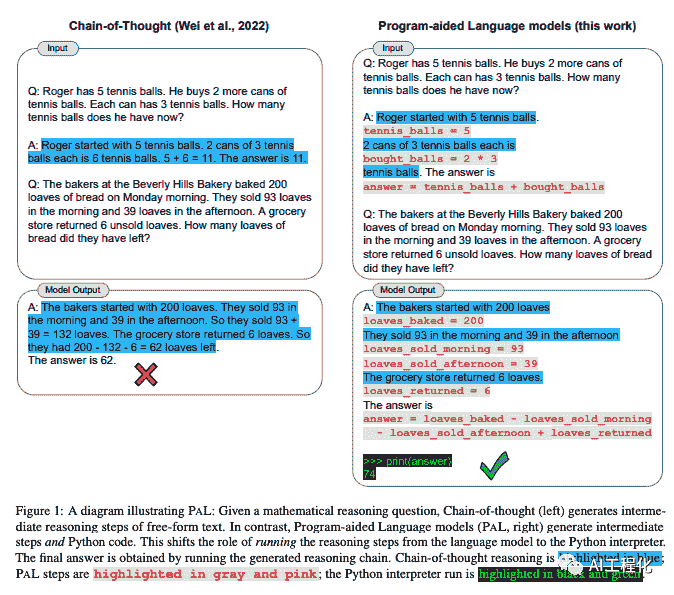 Chain-of-Thought (Wei et al., 2022)
Input
Q: Roger has 5 tennis balls. He buys 2 more cans of
tennis balls. Each can has 3 tennis balls. How many
tennis balls does he have now?
A: Roger started with 5 tennis balls. 2 cans of 3 tennis
balls each is 6 tennis balls. 5 + 6 = 11. The answer is 11.
Q: The bakers at the Beverly Hills Bakery baked 200
loaves of bread on Monday morning. They sold 93 loaves
in the morning and 39 loaves in the afternoon. A grocery
store returned 6 unsold loaves. How many loaves of
bread did they have left?
Model Output
A: The bakers started with 200 loaves. They sold 93 in
the morning and 39 in the afternoon. So they sold 93 +
39 = 132 loaves. The grocery store returned 6 loaves. So
they had 200 - 132 - 6 = 62 loaves left.
The answer is 62.
Program-aided Language models (this work)
Input
Q: Roger has 5 tennis balls. He buys 2 more cans of
tennis balls. Each can has 3 tennis balls. How many
tennis balls does he have now?
A: Roger started with 5 tennis balls.
tennis_balls = 5
2 cans of 3 tennis balls each is
bought_balls = 2 * 3
tennis balls. The answer is
answer = tennis_balls + bought_balls
Q: The bakers at the Beverly Hills Bakery baked 200
loaves of bread on Monday morning. They sold 93 loaves
in the morning and 39 loaves in the afternoon. A grocery
store returned 6 unsold loaves. How many loaves of bread
did they have left?
Model Output
A: The bakers started with 200 loaves
loaves_baked = 200
They sold 93 in the morning and 39 in the afternoon
loaves_sold_morning = 93
loaves_sold_afternoon = 39
The grocery store returned 6 loaves.
loaves_returned = 6
The answer is
answer = loaves_baked - loaves_sold_morning
- loaves_sold_afternoon + loaves_returned
>>> print(answer)
74
Figure 1: A diagram illustrating PAL: Given a mathematical reasoning question, Chain-of-thought (left) generates interme-
diate reasoning steps of free-form text. In contrast, Program-aided Language models (PAL, right) generate intermediate
steps and Python code. This shifts the role of running the reasoning steps from the language model to the Python interpreter.
The final answer is obtained by running the generated reasoning chain. Chain-of-thought reasoning is highlighted in blue;
PAL steps are highlighted in gray and pink; the Python interpreter run is highlighted in black and green.
AI工程化